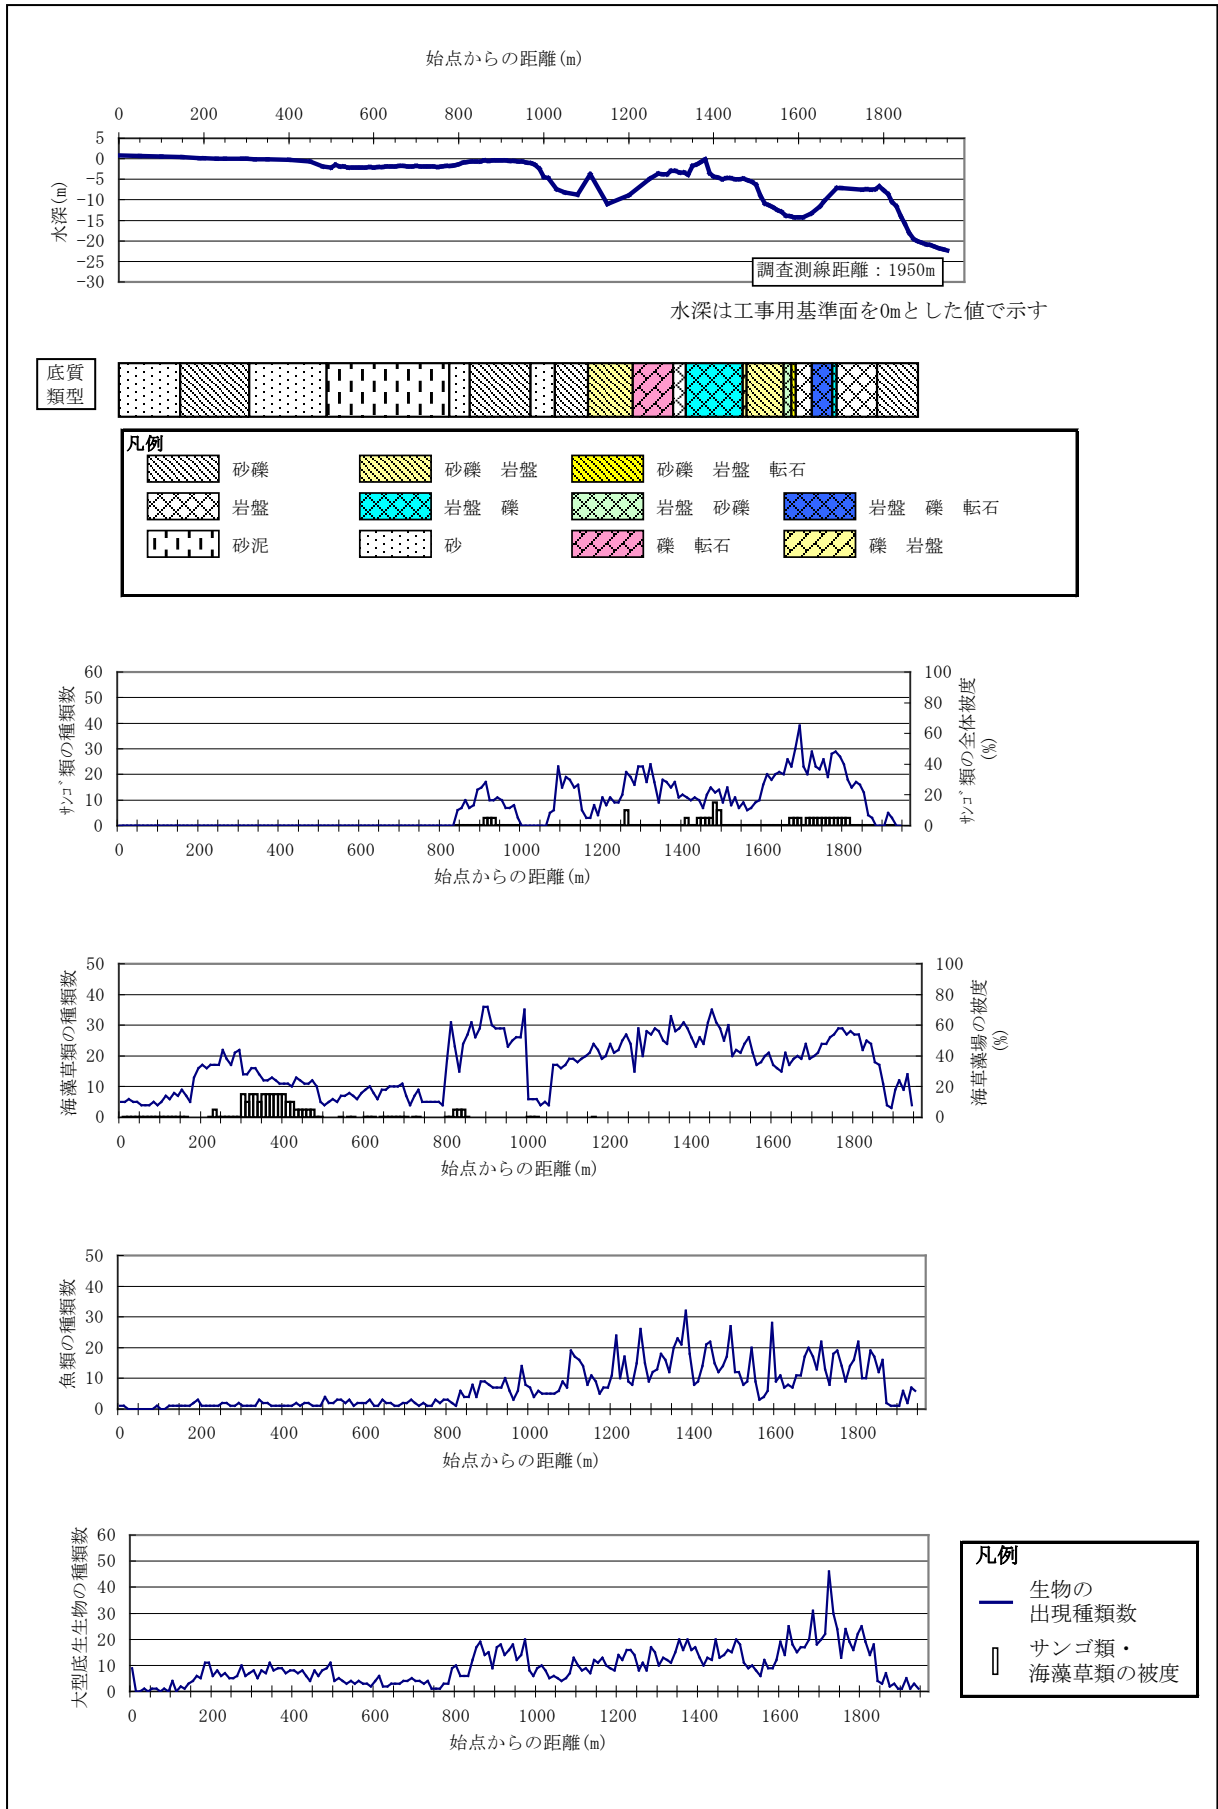 始点からの距離(m)
0 200 400 600 800 1000 1200 1400 1600 1800
5
0
-5
-10
-15
-20
-25
-30
水深(m)
調査測線距離：1950m
水深は工事用基準面を0mとした値で示す
底質
類型
凡例
砂礫 砂礫　岩盤 砂礫　岩盤　転石
岩盤 岩盤　礫 岩盤　砂礫 岩盤　礫　転石
砂泥 砂 礫　転石 礫　岩盤
サンゴ類の種類数
60
50
40
30
20
10
0
100
80
60
40
20
0
サンゴ類の全体被度
(%)
0 200 400 600 800 1000 1200 1400 1600 1800
始点からの距離(m)
海藻草類の種類数
50
40
30
20
10
0
100
80
60
40
20
0
海草藻場の被度
(%)
0 200 400 600 800 1000 1200 1400 1600 1800
始点からの距離(m)
魚類の種類数
50
40
30
20
10
0
0 200 400 600 800 1000 1200 1400 1600 1800
始点からの距離(m)
大型底生生物の種類数
60
50
40
30
20
10
0
0 200 400 600 800 1000 1200 1400 1600 1800
始点からの距離(m)
凡例
生物の
出現種類数
サンゴ類・
海藻草類の被度